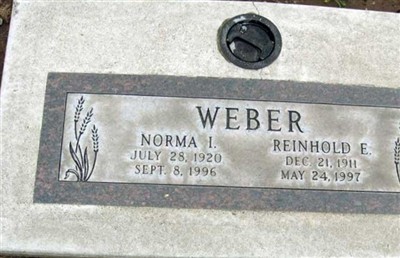 WEBER
NORMA I.
JULY 28, 1920
SEPT. 8, 1996
REINHOLD E.
DEC. 21, 1911
MAY 24, 1997